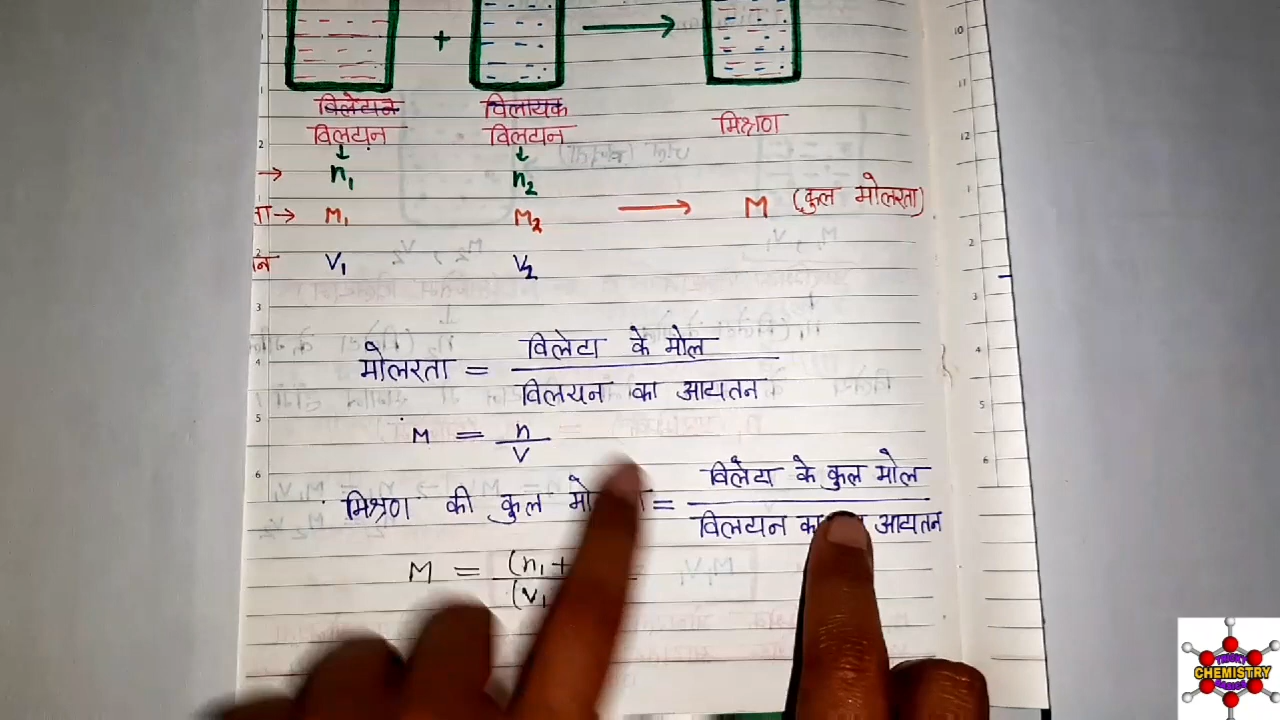 +
विलेयन विलायक
विलयन विलयन मिश्रण
↓ ↓
→ n₁ n₂
→ M₁ M₂ → M (कुल मोलरता)
V₁ V₂
मोलरता = विलेय के मोल
विलयन का आयतन
M = n
V
मिश्रण की कुल = विलेय के कुल मोल
विलयन आयतन
M = (n₁ +
(V₁
CHEMISTRY